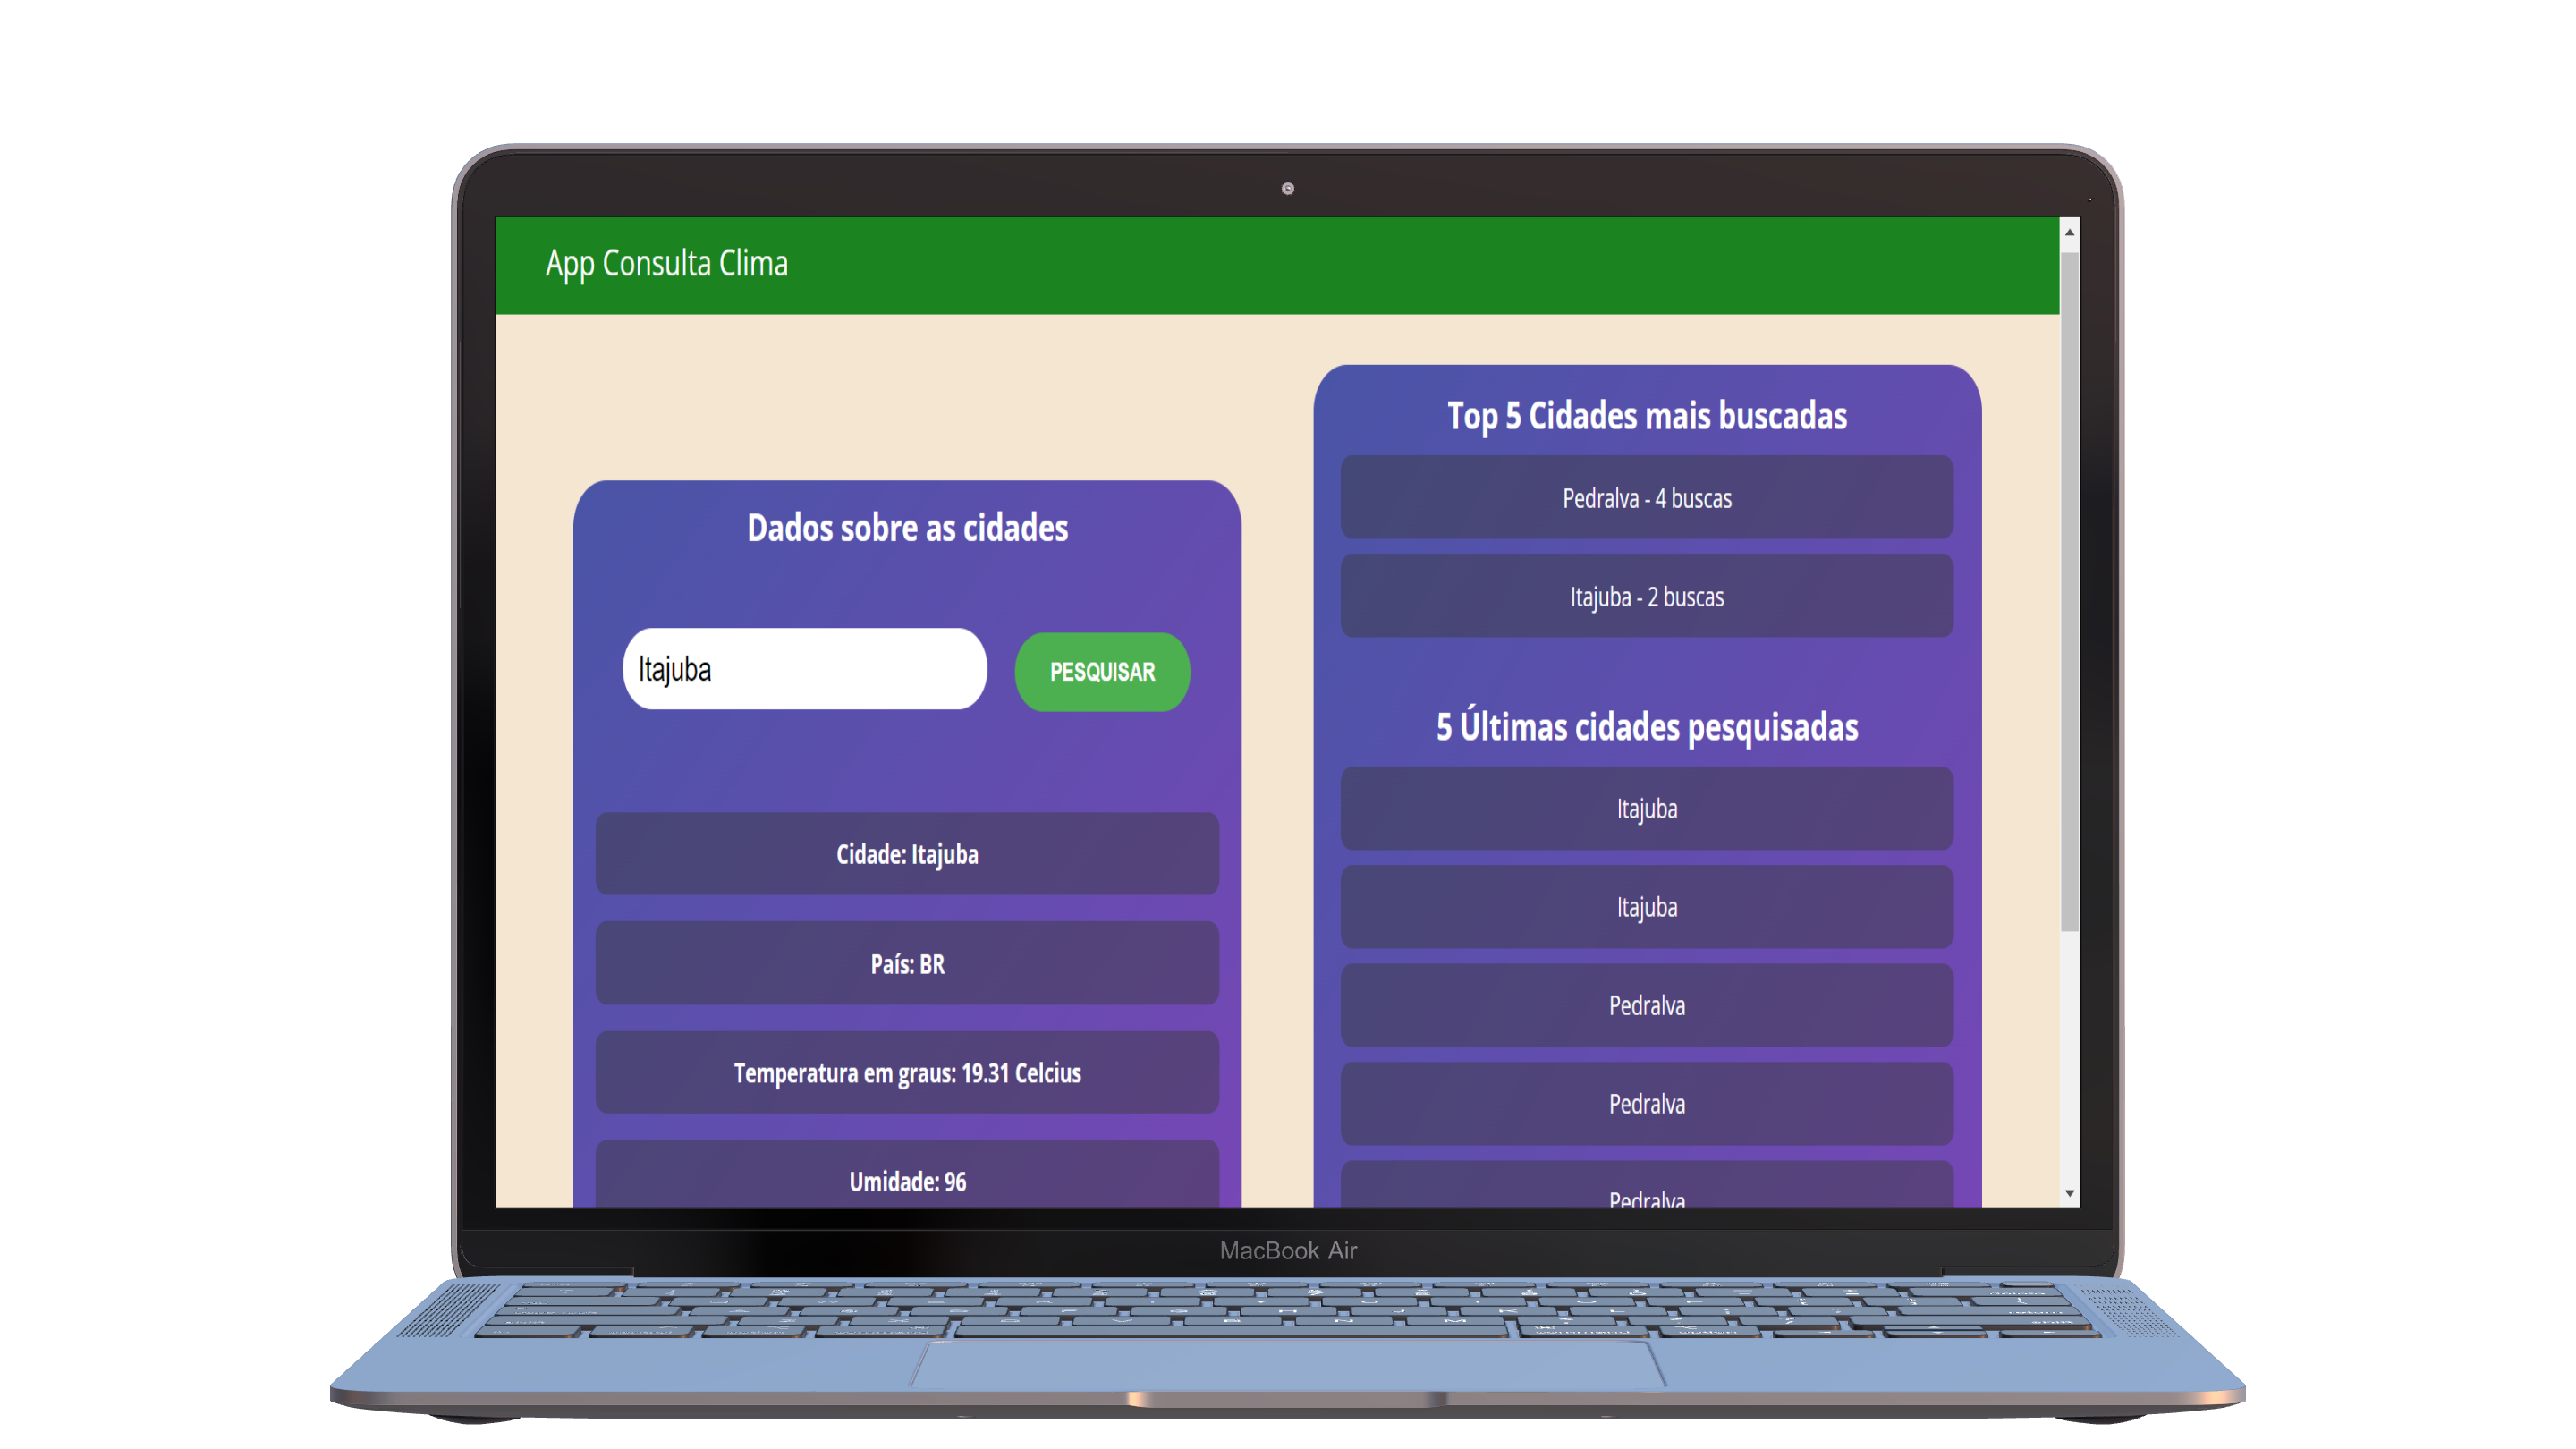 App Consulta Clima
Dados sobre as cidades
Itajuba
PESQUISAR
Cidade: Itajuba
País: BR
Temperatura em graus: 19.31 Celcius
Umidade: 96
Top 5 Cidades mais buscadas
Pedralva - 4 buscas
Itajuba - 2 buscas
5 Últimas cidades pesquisadas
Itajuba
Itajuba
Pedralva
Pedralva
Pedralva
MacBook Air